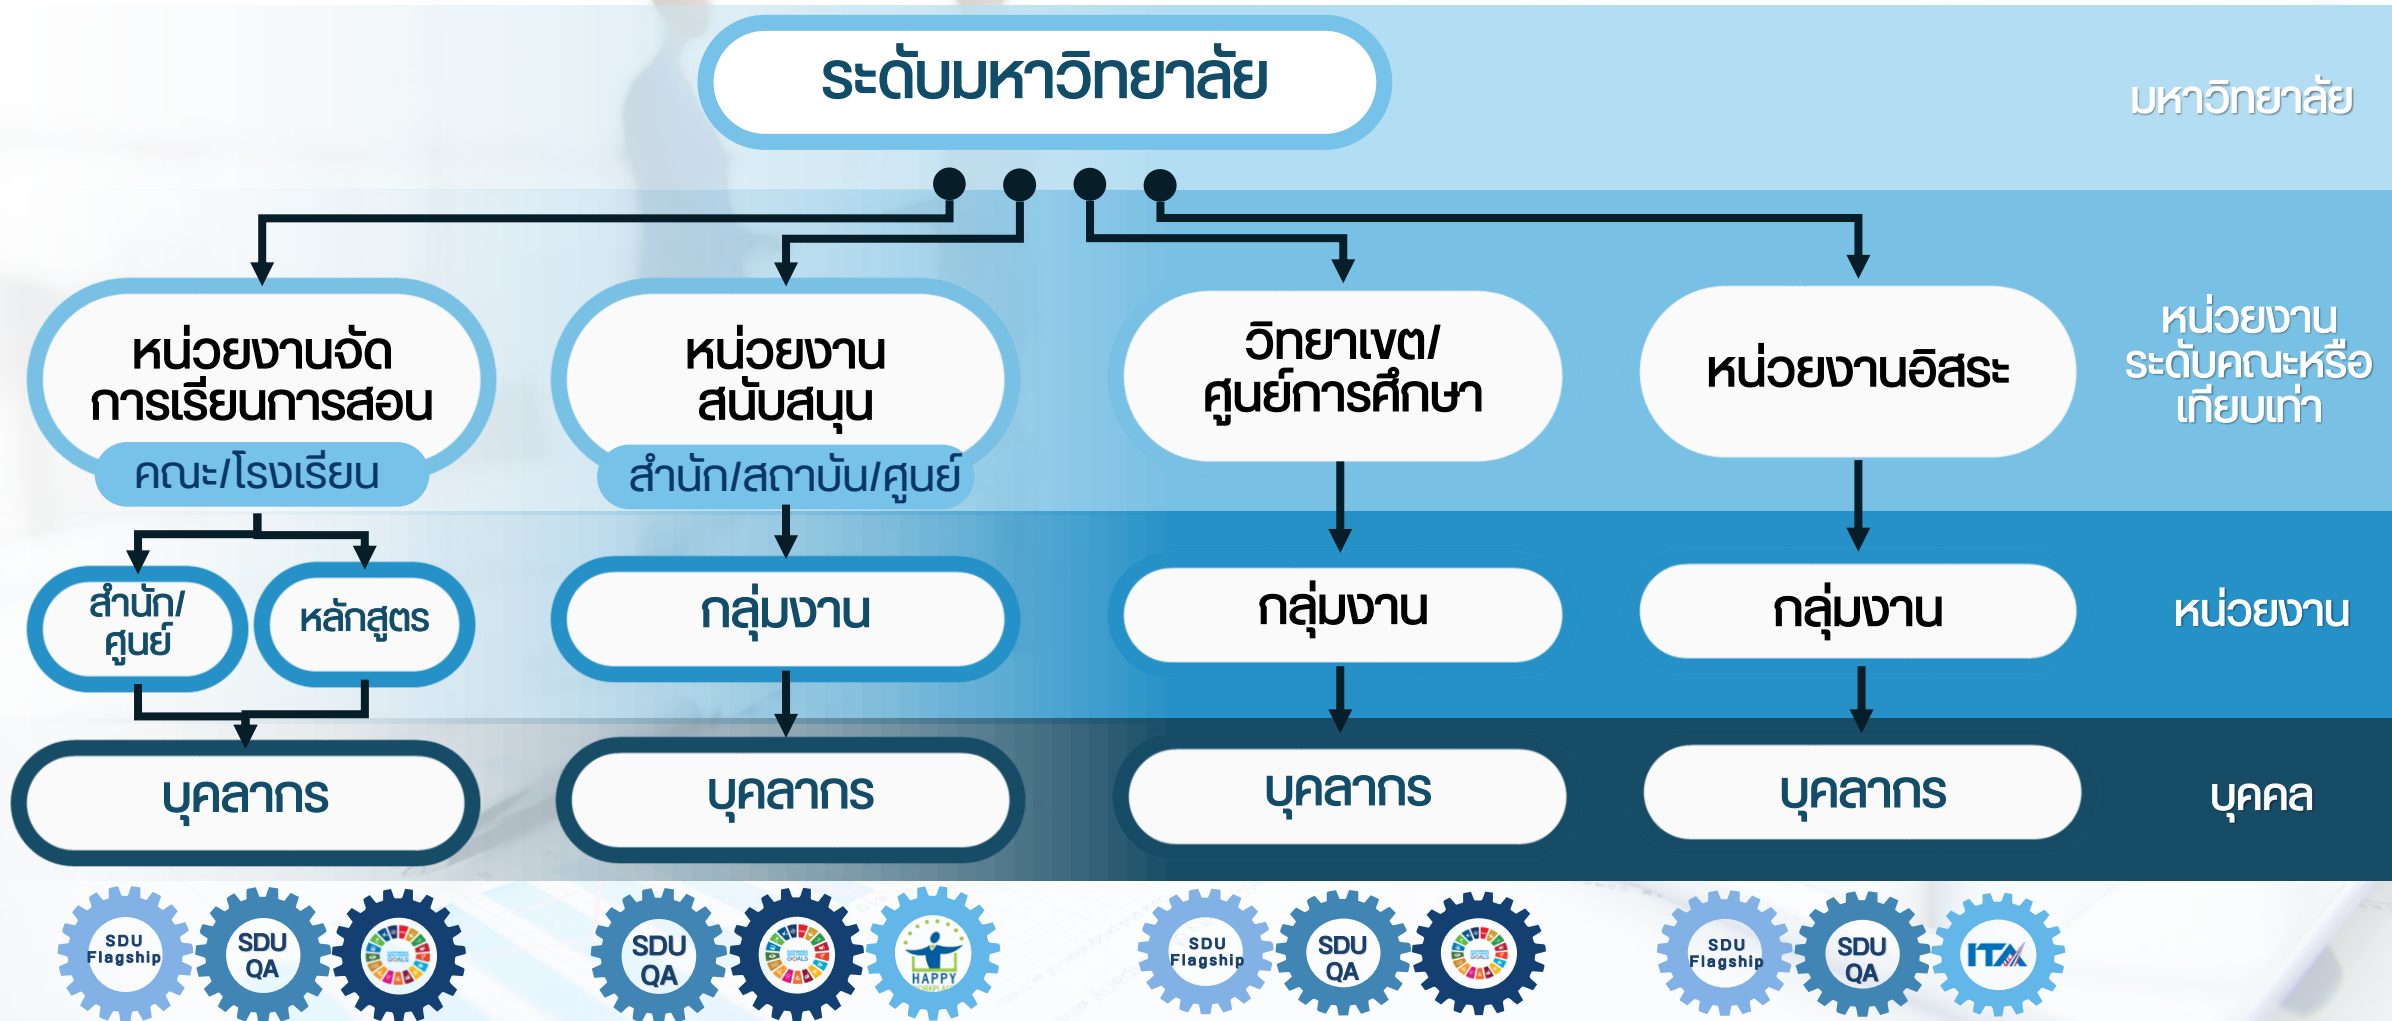 ระดับมหาวิทยาลัย
มหาวิทยาลัย
หน่วยงานจัด
การเรียนการสอน
คณะ/โรงเรียน
หน่วยงาน
สนับสนุน
สำนัก/สถาบัน/ศูนย์
วิทยาเขต/
ศูนย์การศึกษา
หน่วยงานอิสระ
หน่วยงาน
ระดับคณะหรือ
เทียบเท่า
สำนัก/
ศูนย์
หลักสูตร
กลุ่มงาน
กลุ่มงาน
กลุ่มงาน
หน่วยงาน
บุคลากร
บุคลากร
บุคลากร
บุคลากร
บุคคล
SDU
Flagship
SDU
QA
GOALS
SDU
QA
GOALS
HAPPY
SDU
Flagship
SDU
QA
GOALS
SDU
Flagship
SDU
QA
ITA